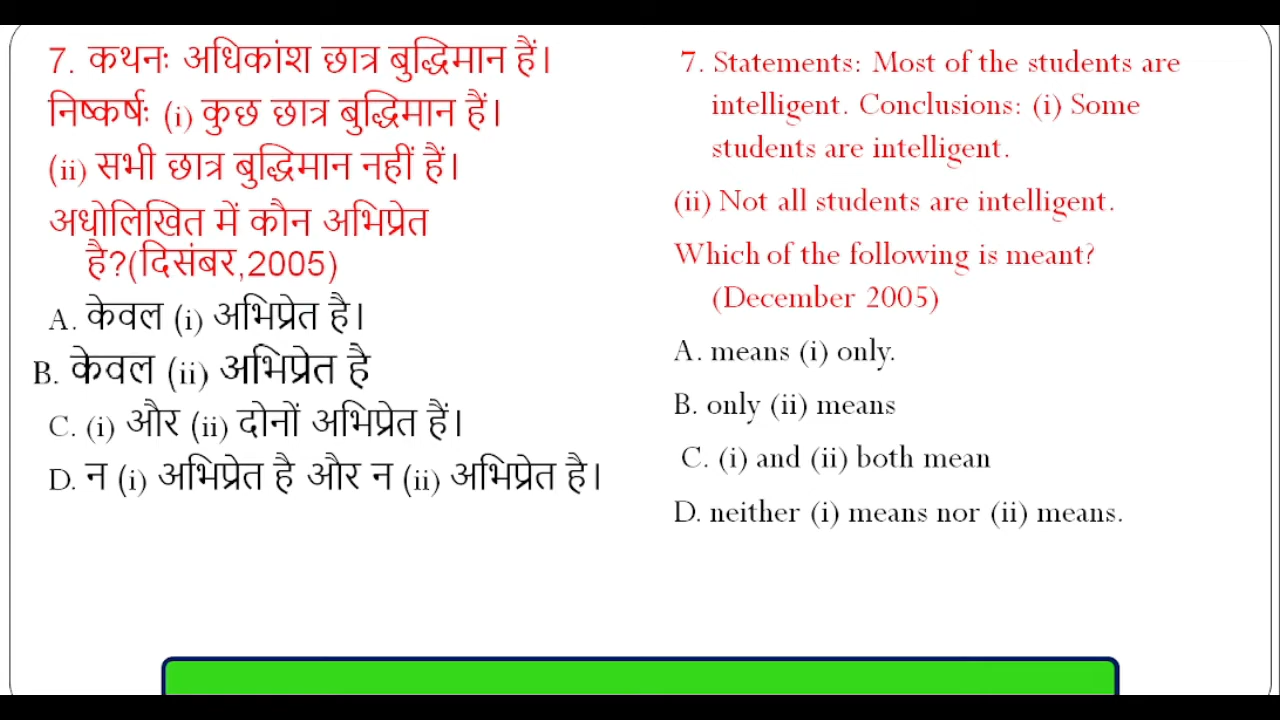 7. कथनः अधिकांश छात्र बुद्धिमान हैं।
निष्कर्षः (i) कुछ छात्र बुद्धिमान हैं।
(ii) सभी छात्र बुद्धिमान नहीं हैं।
अधोलिखित में कौन अभिप्रेत
है?(दिसंबर,2005)
A. केवल (i) अभिप्रेत है।
B. केवल (ii) अभिप्रेत है
C. (i) और (ii) दोनों अभिप्रेत हैं।
D. न (i) अभिप्रेत है और न (ii) अभिप्रेत है।
7. Statements: Most of the students are
intelligent. Conclusions: (i) Some
students are intelligent.
(ii) Not all students are intelligent.
Which of the following is meant?
(December 2005)
A. means (i) only.
B. only (ii) means
C. (i) and (ii) both mean
D. neither (i) means nor (ii) means.